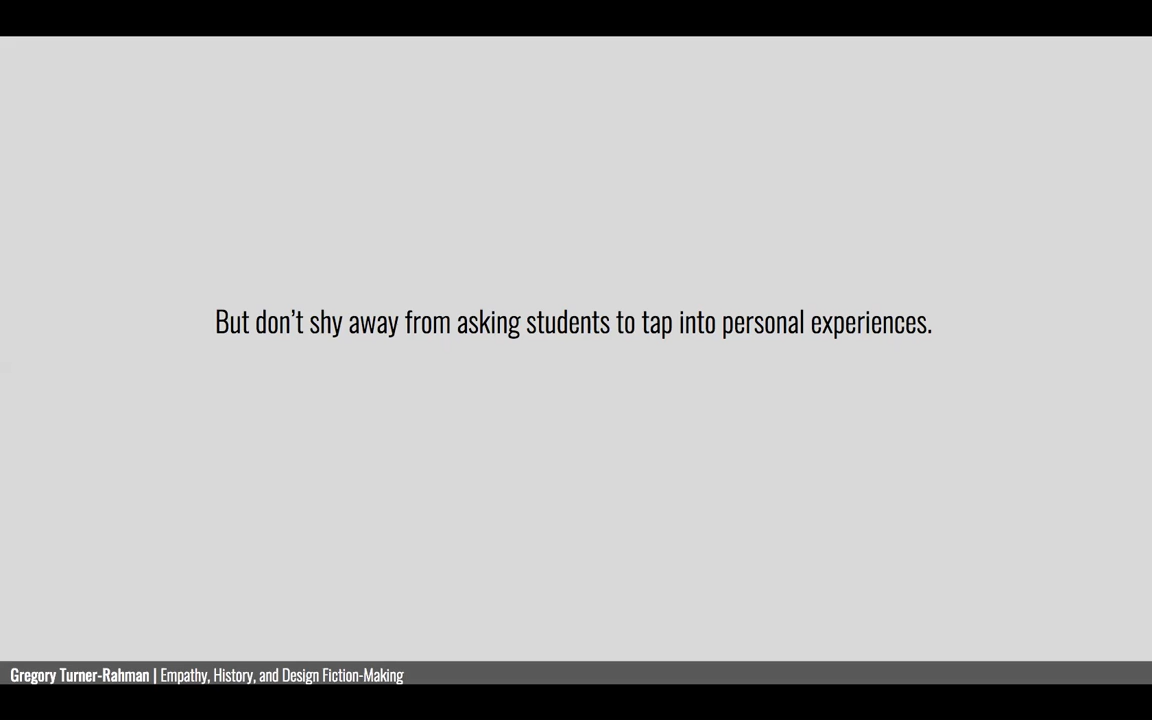 But don’t shy away from asking students to tap into personal experiences.
Gregory Turner-Rahman | Empathy, History, and Design Fiction-Making